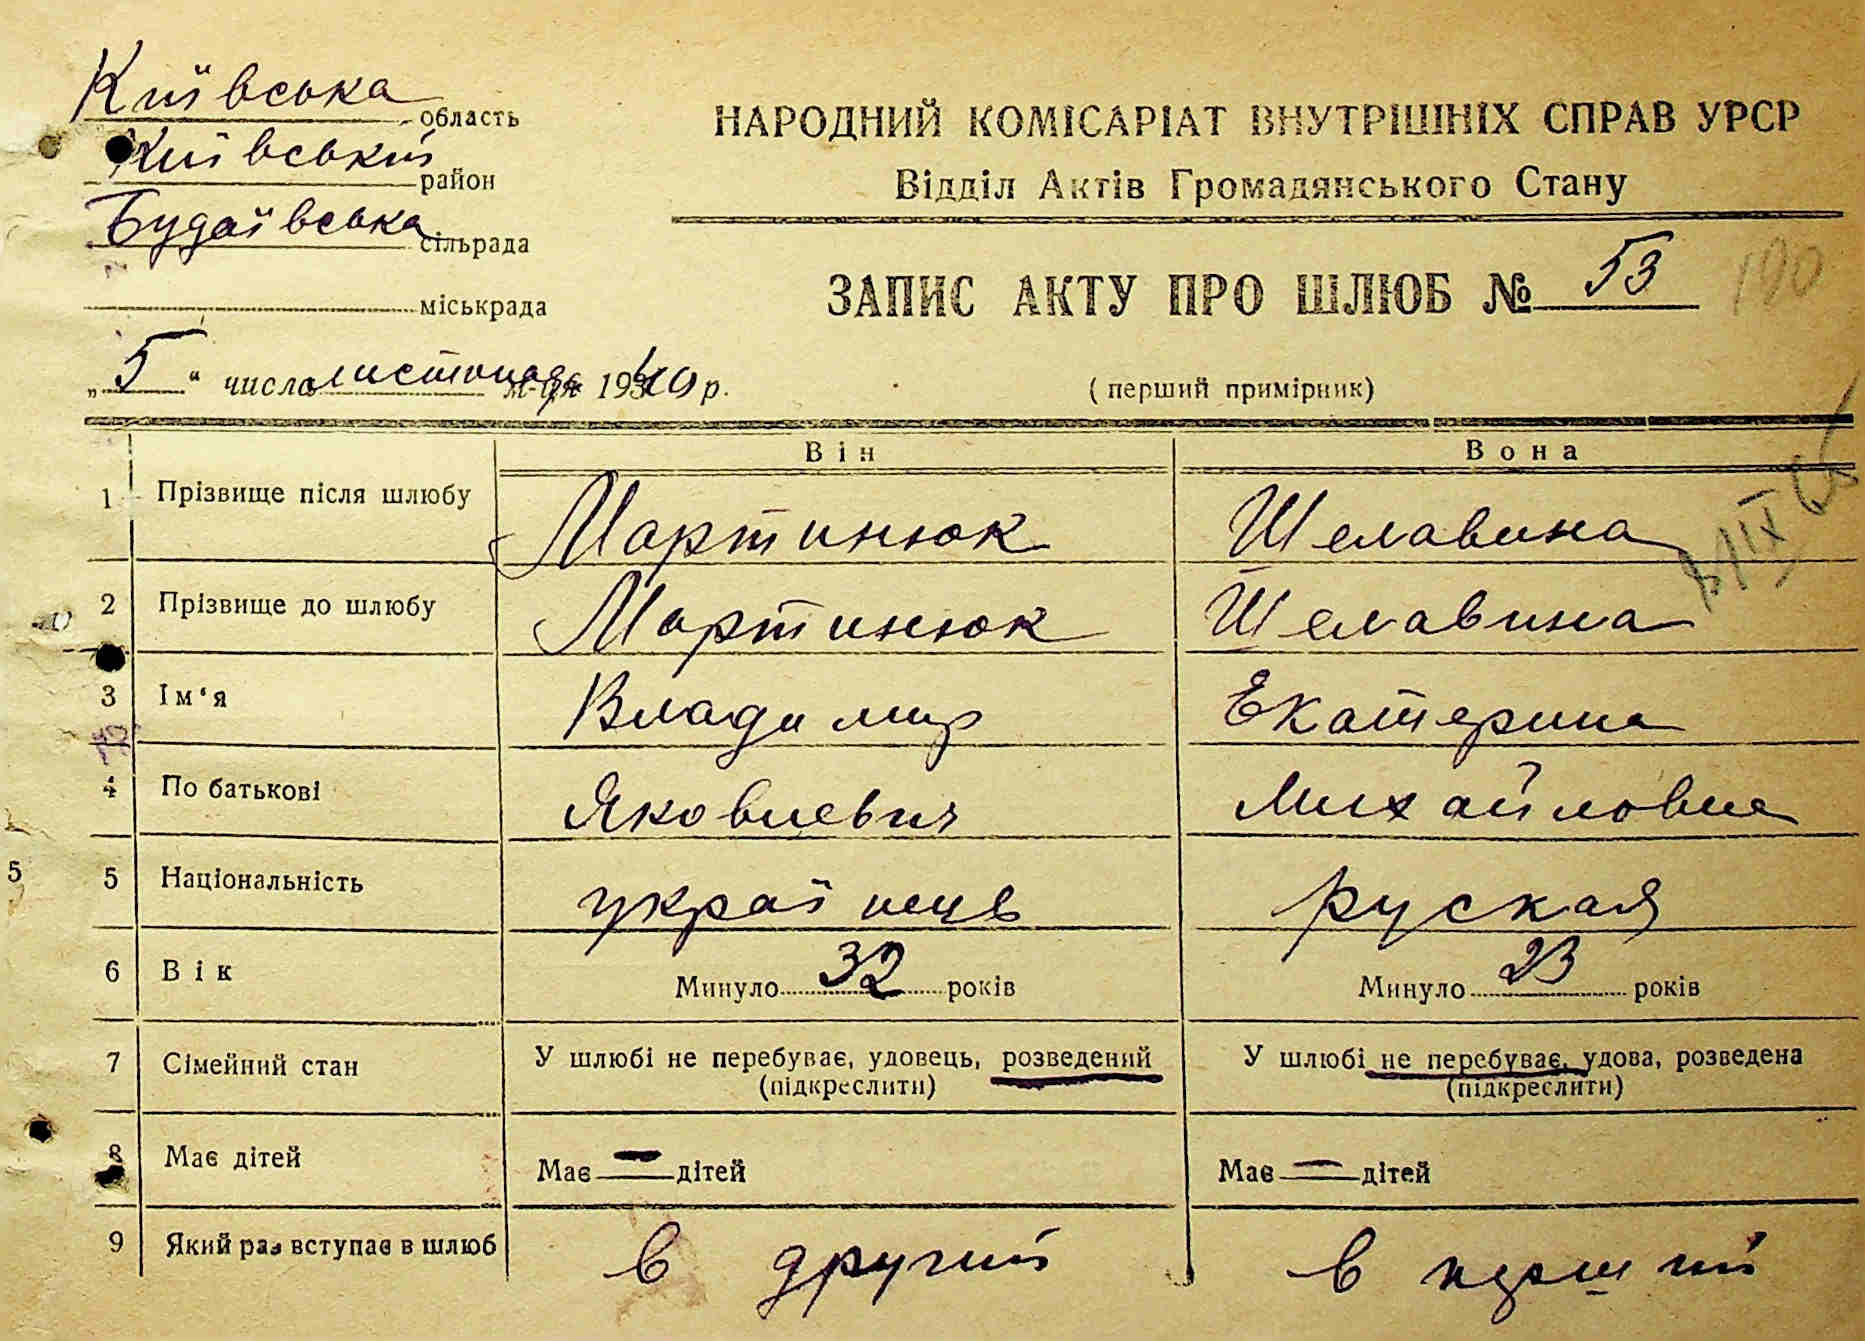 Київська область
Київський район
Будаївська сільрада
міськрада
„ 5 “ числа листопада м-ця 1940 р.
НАРОДНИЙ КОМІСАРІАТ ВНУТРІШНІХ СПРАВ УРСР
Відділ Актів Громадянського Стану
ЗАПИС АКТУ ПРО ШЛЮБ № 53
190
(перший примірник)
Він Вона
1 Прізвище після шлюбу Мартинюк Шелавина
2 Прізвище до шлюбу Мартинюк Шелавина
3 Ім'я Владимир Екатерина
4 По батькові Яковлевич Михайловна
5
5 Національність українець руская
6 Вік Минуло 32 років Минуло 23 років
7 Сімейний стан У шлюбі не перебуває, удовець, розведений У шлюбі не перебуває, удова, розведена
(підкреслити) (підкреслити)
8 Має дітей Має — дітей Має — дітей
9 Який раз вступає в шлюб в другий в перший